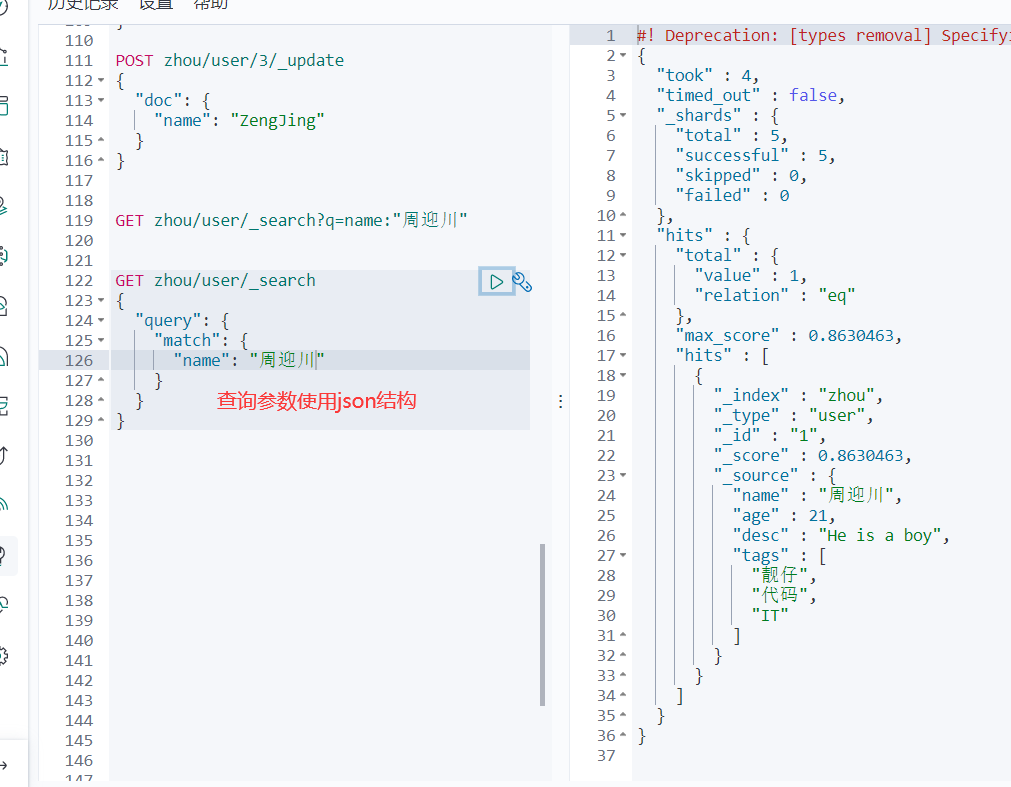 历史记录 设置 帮助
110
111 POST zhou/user/3/_update
112 {
113 "doc": {
114 "name": "ZengJing"
115 }
116 }
117
118
119 GET zhou/user/_search?q=name:"周迎川"
120
121
122 GET zhou/user/_search
123 {
124 "query": {
125 "match": {
126 "name": "周迎川"
127 }
128 }
查询参数使用json结构
129 }
130
131
132
133
134
135
136
137
138
139
140
141
142
143
144
145
146
147
1 #! Deprecation: [types removal] Specifyi
2 {
3 "took" : 4,
4 "timed_out" : false,
5 "_shards" : {
6 "total" : 5,
7 "successful" : 5,
8 "skipped" : 0,
9 "failed" : 0
10 },
11 "hits" : {
12 "total" : {
13 "value" : 1,
14 "relation" : "eq"
15 },
16 "max_score" : 0.8630463,
17 "hits" : [
18 {
19 "_index" : "zhou",
20 "_type" : "user",
21 "_id" : "1",
22 "_score" : 0.8630463,
23 "_source" : {
24 "name" : "周迎川",
25 "age" : 21,
26 "desc" : "He is a boy",
27 "tags" : [
28 "靓仔",
29 "代码",
30 "IT"
31 ]
32 }
33 }
34 ]
35 }
36 }
37